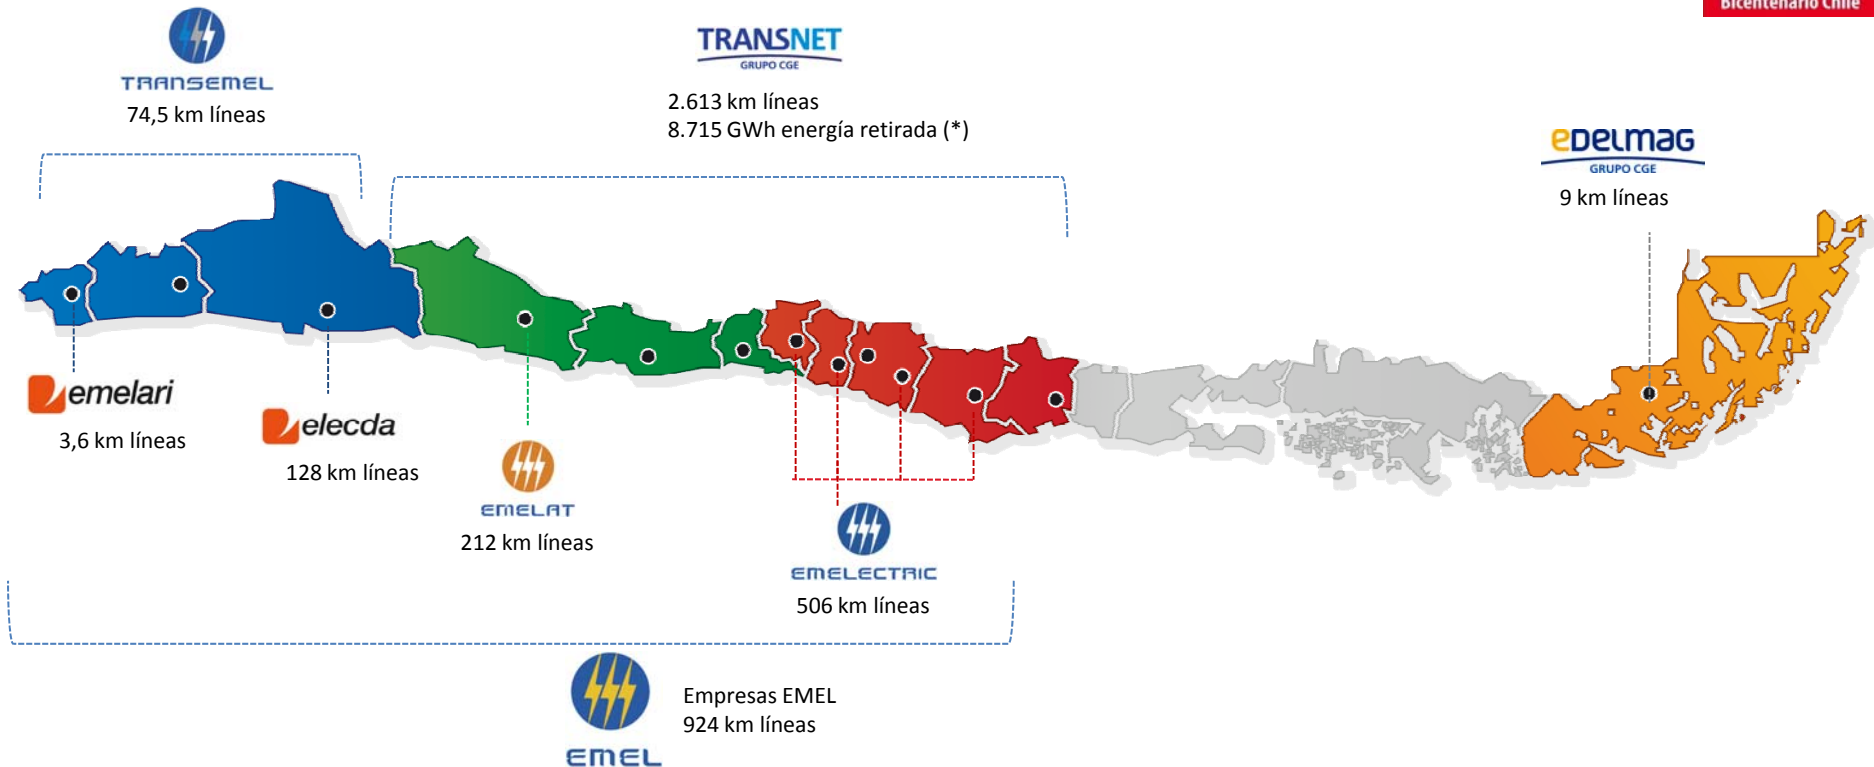 Bicentenario Chile
TRANSEMEL
74,5 km líneas
TRANSNET
GRUPO CGE
2.613 km líneas
8.715 GWh energía retirada (*)
eDELMAG
GRUPO CGE
9 km líneas
emelari
3,6 km líneas
elecda
128 km líneas
EMELAT
212 km líneas
EMELECTRIC
506 km líneas
EMEL
Empresas EMEL
924 km líneas